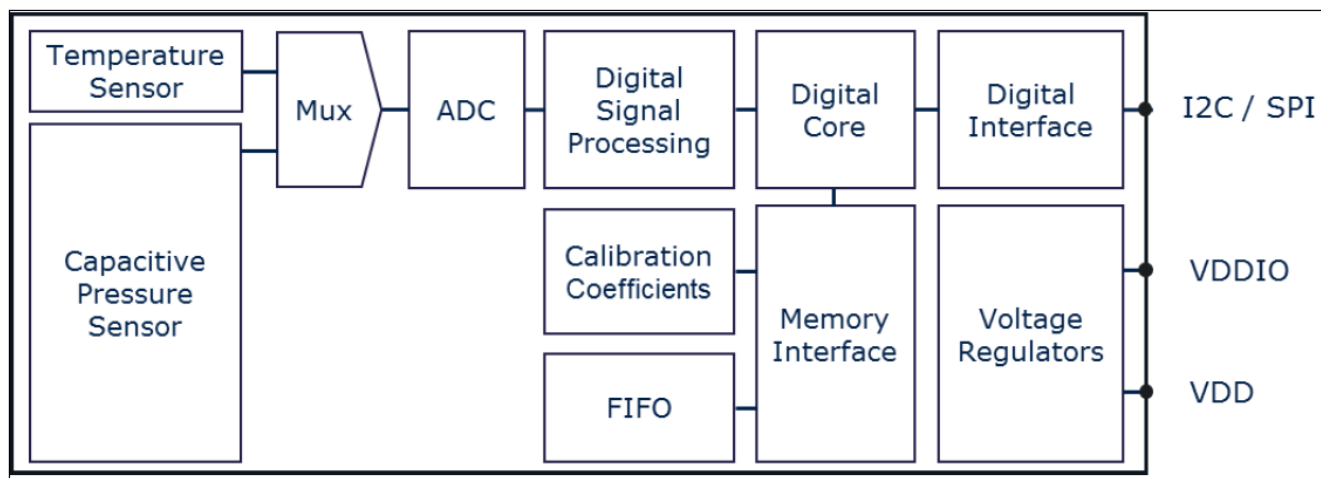 Temperature
Sensor
Mux
ADC
Digital
Signal
Processing
Digital
Core
Digital
Interface
I2C / SPI
Capacitive
Pressure
Sensor
Calibration
Coefficients
FIFO
Memory
Interface
Voltage
Regulators
VDDIO
VDD